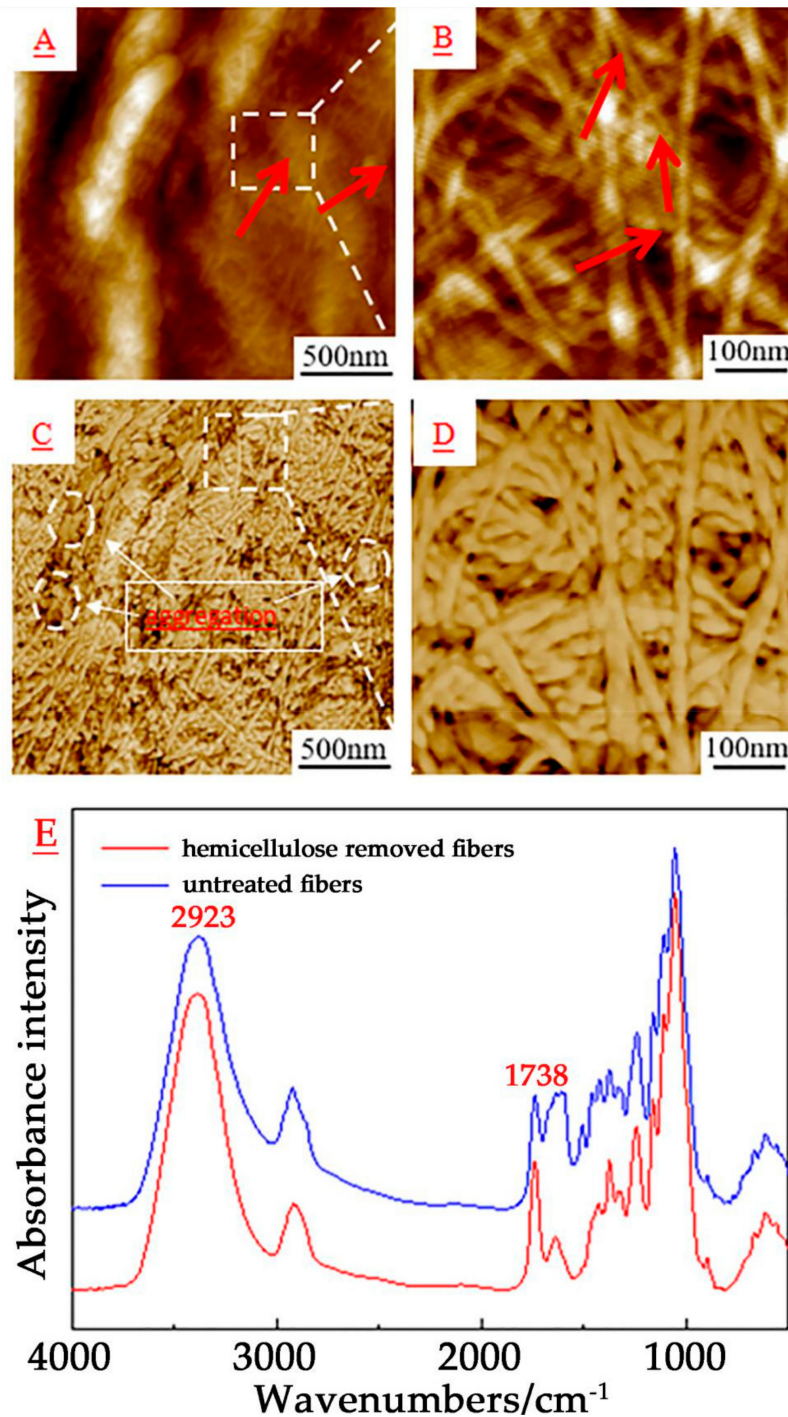 A
B
500nm
100nm
C
D
aggregation
500nm
100nm
E
hemicellulose removed fibers
untreated fibers
2923
1738
Absorbance intensity
4000
3000
2000
1000
Wavenumbers/cm⁻¹